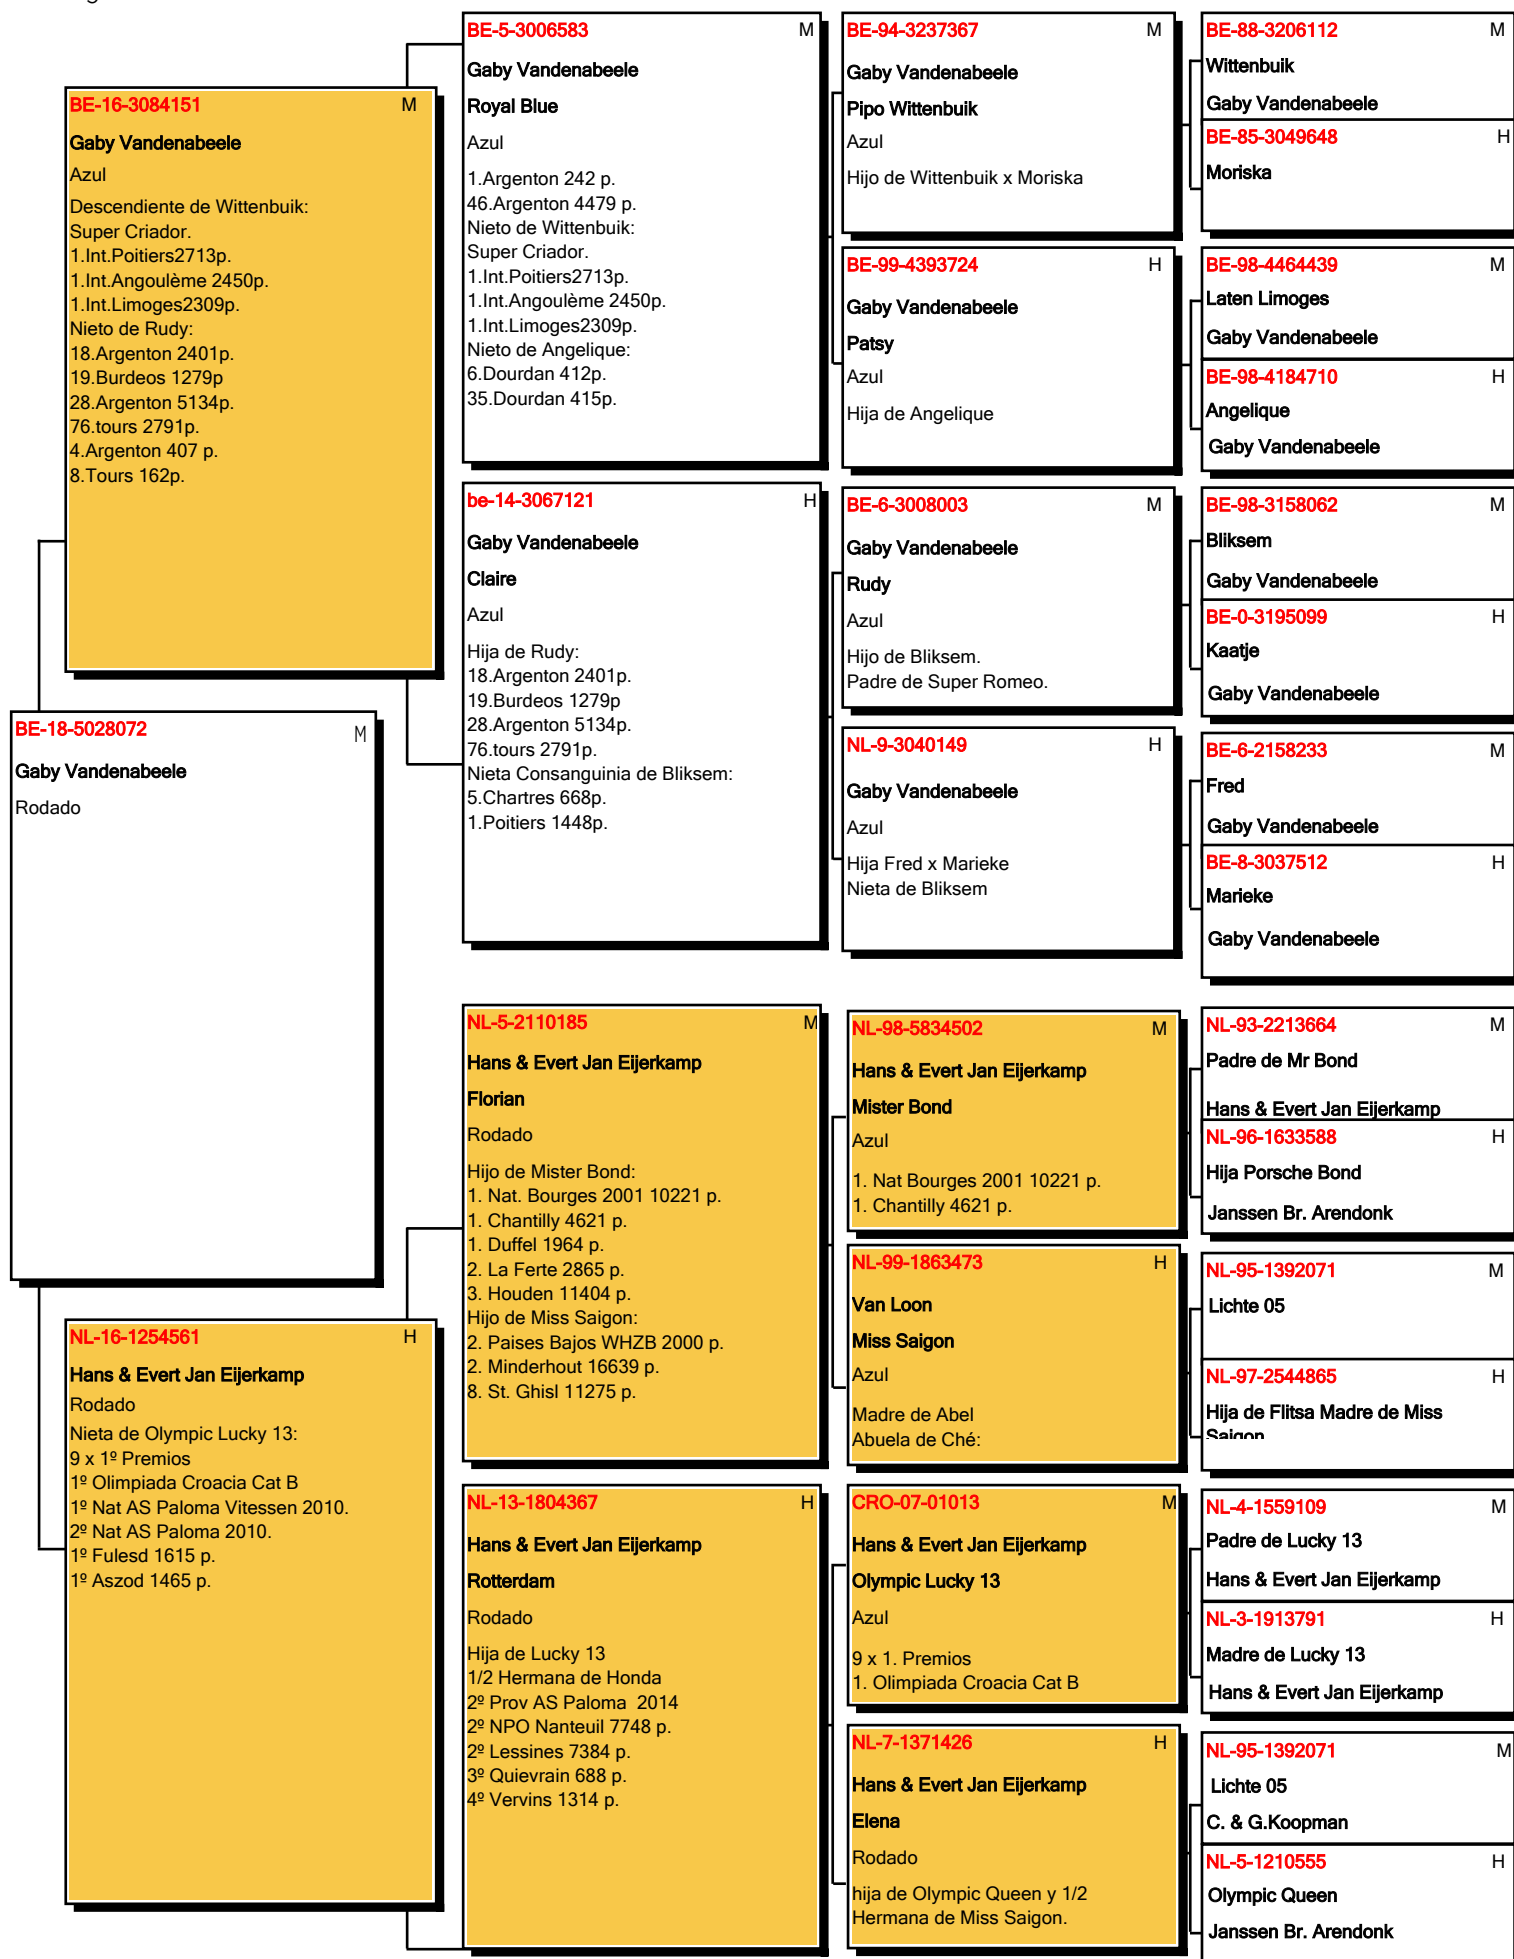 BE-18-5028072 M
Gaby Vandenabeele
Rodado
BE-16-3084151 M
Gaby Vandenabeele
Azul
Descendiente de Wittenbuik:
Super Criador.
1.Int.Poitiers2713p.
1.Int.Angoulème 2450p.
1.Int.Limoges2309p.
Nieto de Rudy:
18.Argenton 2401p.
19.Burdeos 1279p
28.Argenton 5134p.
76.tours 2791p.
4.Argenton 407 p.
8.Tours 162p.
NL-16-1254561 H
Hans & Evert Jan Eijerkamp
Rodado
Nieta de Olympic Lucky 13:
9 x 1º Premios
1º Olimpiada Croacia Cat B
1º Nat AS Paloma Vitessen 2010.
2º Nat AS Paloma 2010.
1º Fulesd 1615 p.
1º Aszod 1465 p.
BE-5-3006583 M
Gaby Vandenabeele
Royal Blue
Azul
1.Argenton 242 p.
46.Argenton 4479 p.
Nieto de Wittenbuik:
Super Criador.
1.Int.Poitiers2713p.
1.Int.Angoulème 2450p.
1.Int.Limoges2309p.
Nieto de Angelique:
6.Dourdan 412p.
35.Dourdan 415p.
be-14-3067121 H
Gaby Vandenabeele
Claire
Azul
Hija de Rudy:
18.Argenton 2401p.
19.Burdeos 1279p
28.Argenton 5134p.
76.tours 2791p.
Nieta Consanguinia de Bliksem:
5.Chartres 668p.
1.Poitiers 1448p.
NL-5-2110185 M
Hans & Evert Jan Eijerkamp
Florian
Rodado
Hijo de Mister Bond:
1. Nat. Bourges 2001 10221 p.
1. Chantilly 4621 p.
1. Duffel 1964 p.
2. La Ferte 2865 p.
3. Houden 11404 p.
Hijo de Miss Saigon:
2. Paises Bajos WHZB 2000 p.
2. Minderhout 16639 p.
8. St. Ghisl 11275 p.
NL-13-1804367 H
Hans & Evert Jan Eijerkamp
Rotterdam
Rodado
Hija de Lucky 13
1/2 Hermana de Honda
2º Prov AS Paloma 2014
2º NPO Nanteuil 7748 p.
2º Lessines 7384 p.
3º Quievrain 688 p.
4º Vervins 1314 p.
BE-94-3237367 M
Gaby Vandenabeele
Pipo Wittenbuik
Azul
Hijo de Wittenbuik x Moriska
BE-99-4393724 H
Gaby Vandenabeele
Patsy
Azul
Hija de Angelique
BE-6-3008003 M
Gaby Vandenabeele
Rudy
Azul
Hijo de Bliksem.
Padre de Super Romeo.
NL-9-3040149 H
Gaby Vandenabeele
Azul
Hija Fred x Marieke
Nieta de Bliksem
NL-98-5834502 M
Hans & Evert Jan Eijerkamp
Mister Bond
Azul
1. Nat Bourges 2001 10221 p.
1. Chantilly 4621 p.
NL-99-1863473 H
Van Loon
Miss Saigon
Azul
Madre de Abel
Abuela de Ché:
CRO-07-01013 M
Hans & Evert Jan Eijerkamp
Olympic Lucky 13
Azul
9 x 1. Premios
1. Olimpiada Croacia Cat B
NL-7-1371426 H
Hans & Evert Jan Eijerkamp
Elena
Rodado
hija de Olympic Queen y 1/2
Hermana de Miss Saigon.
BE-88-3206112 M
Wittenbuik
Gaby Vandenabeele
BE-85-3049648 H
Moriska
BE-98-4464439 M
Laten Limoges
Gaby Vandenabeele
BE-98-4184710 H
Angelique
Gaby Vandenabeele
BE-98-3158062 M
Bliksem
Gaby Vandenabeele
BE-0-3195099 H
Kaatje
Gaby Vandenabeele
BE-6-2158233 M
Fred
Gaby Vandenabeele
BE-8-3037512 H
Marieke
Gaby Vandenabeele
NL-93-2213664 M
Padre de Mr Bond
Hans & Evert Jan Eijerkamp
NL-96-1633588 H
Hija Porsche Bond
Janssen Br. Arendonk
NL-95-1392071 M
Lichte 05
NL-97-2544865 H
Hija de Flitsa Madre de Miss
Saigon
NL-4-1559109 M
Padre de Lucky 13
Hans & Evert Jan Eijerkamp
NL-3-1913791 H
Madre de Lucky 13
Hans & Evert Jan Eijerkamp
NL-95-1392071 M
Lichte 05
C. & G.Koopman
NL-5-1210555 H
Olympic Queen
Janssen Br. Arendonk